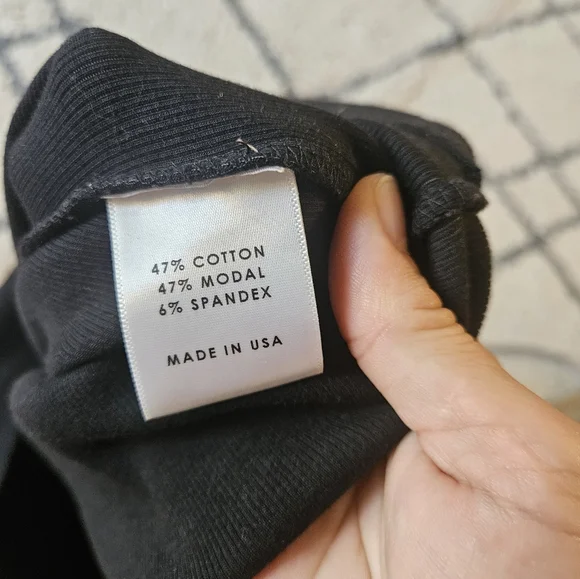 47% COTTON
47% MODAL
6% SPANDEX
MADE IN USA